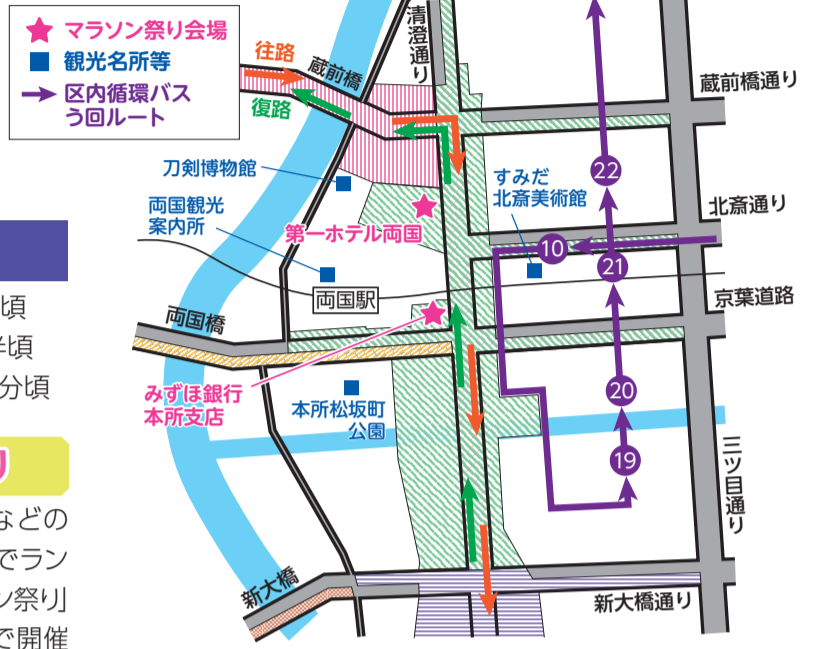 マラソン祭り会場
観光名所等
区内循環バス
う回ルート
往路
復路
蔵前橋
清澄通り
蔵前橋通り
刀剣博物館
両国観光
案内所
第一ホテル両国
すみだ
北斎美術館
22
北斎通り
10
21
両国駅
京葉道路
両国橋
みずほ銀行
本所支店
本所松坂町
公園
20
19
三ツ目通り
新大橋
新大橋通り
頃
半頃
分頃
り
などの
でラン
ン祭り」
で開催